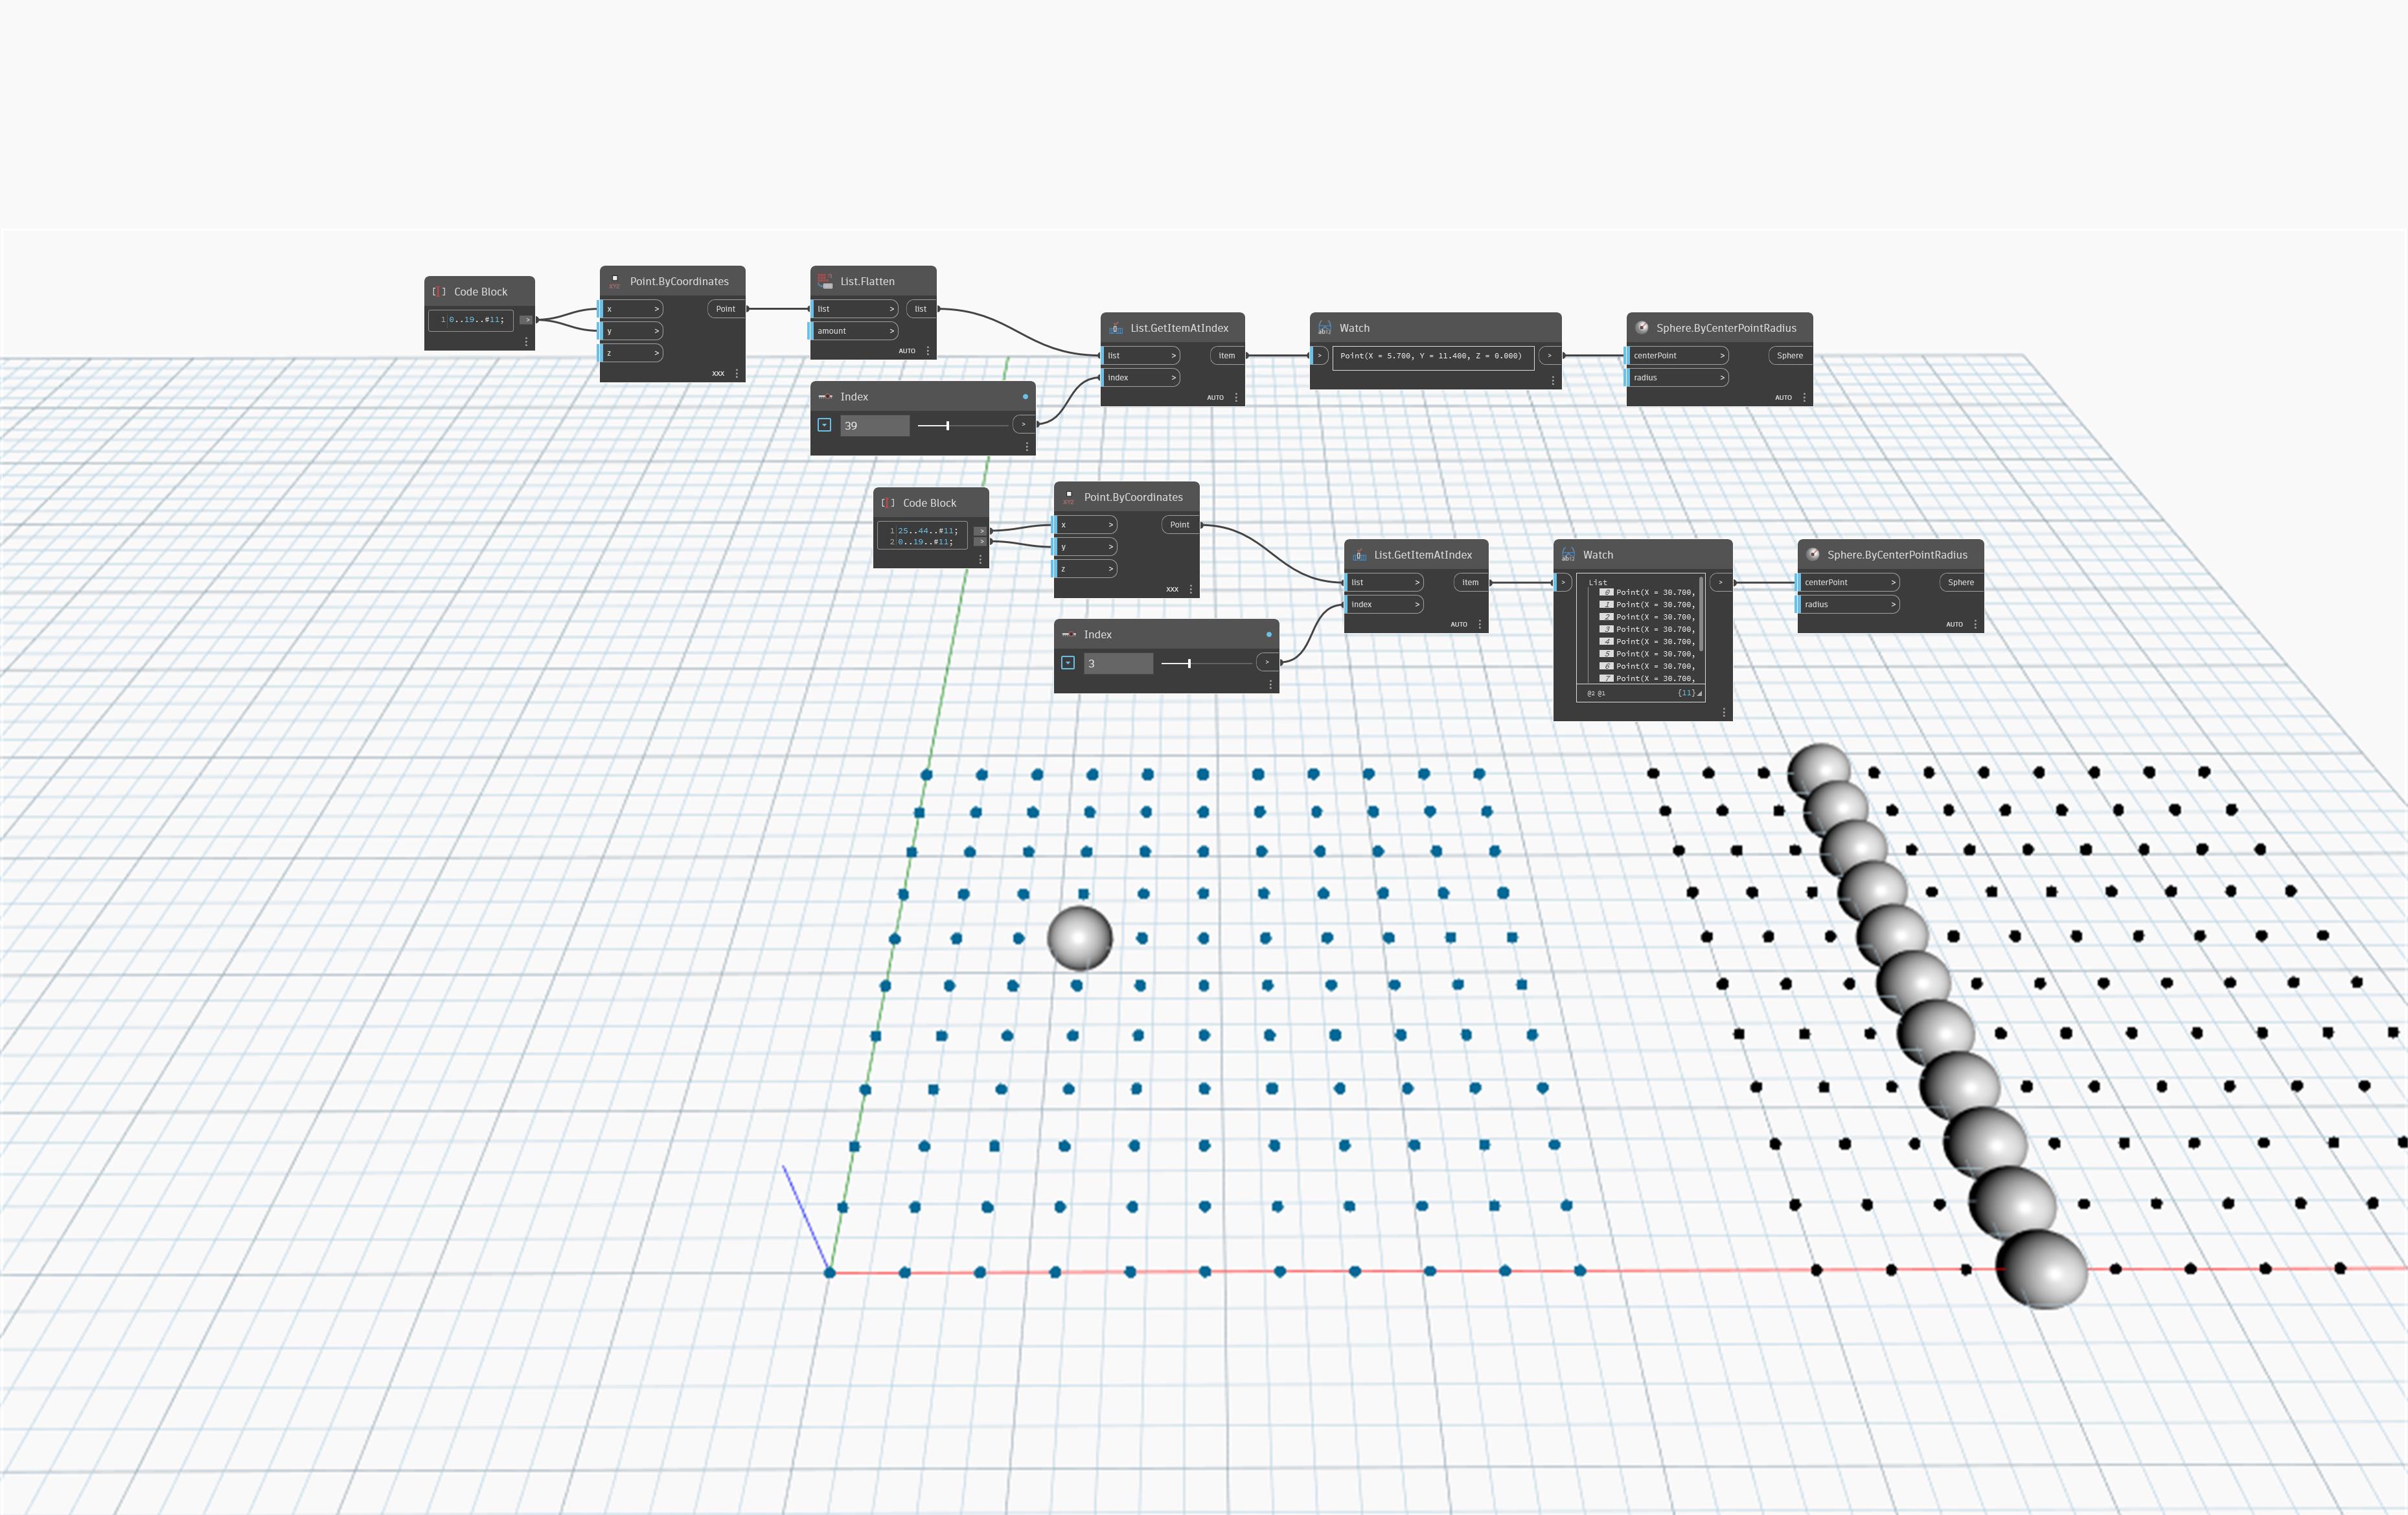 Code Block
1 0..19..#11; >
Point.ByCoordinates
x > Point
y >
z >
xxx
List.Flatten
list > list
amount >
AUTO
Index
39 >
List.GetItemAtIndex
list > Item
index >
AUTO
Watch
> Point(X = 5.700, Y = 11.400, Z = 0.000) >
Sphere.ByCenterPointRadius
centerPoint > Sphere
radius >
AUTO
Code Block
1 25..44..#11; >
2 0..19..#11; >
Point.ByCoordinates
x > Point
y >
z >
xxx
Index
3 >
List.GetItemAtIndex
list > Item
index >
AUTO
Watch
> List >
0 Point(X = 30.700,
1 Point(X = 30.700,
2 Point(X = 30.700,
3 Point(X = 30.700,
4 Point(X = 30.700,
5 Point(X = 30.700,
6 Point(X = 30.700,
7 Point(X = 30.700,
@2 @1 {11}
Sphere.ByCenterPointRadius
centerPoint > Sphere
radius >
AUTO